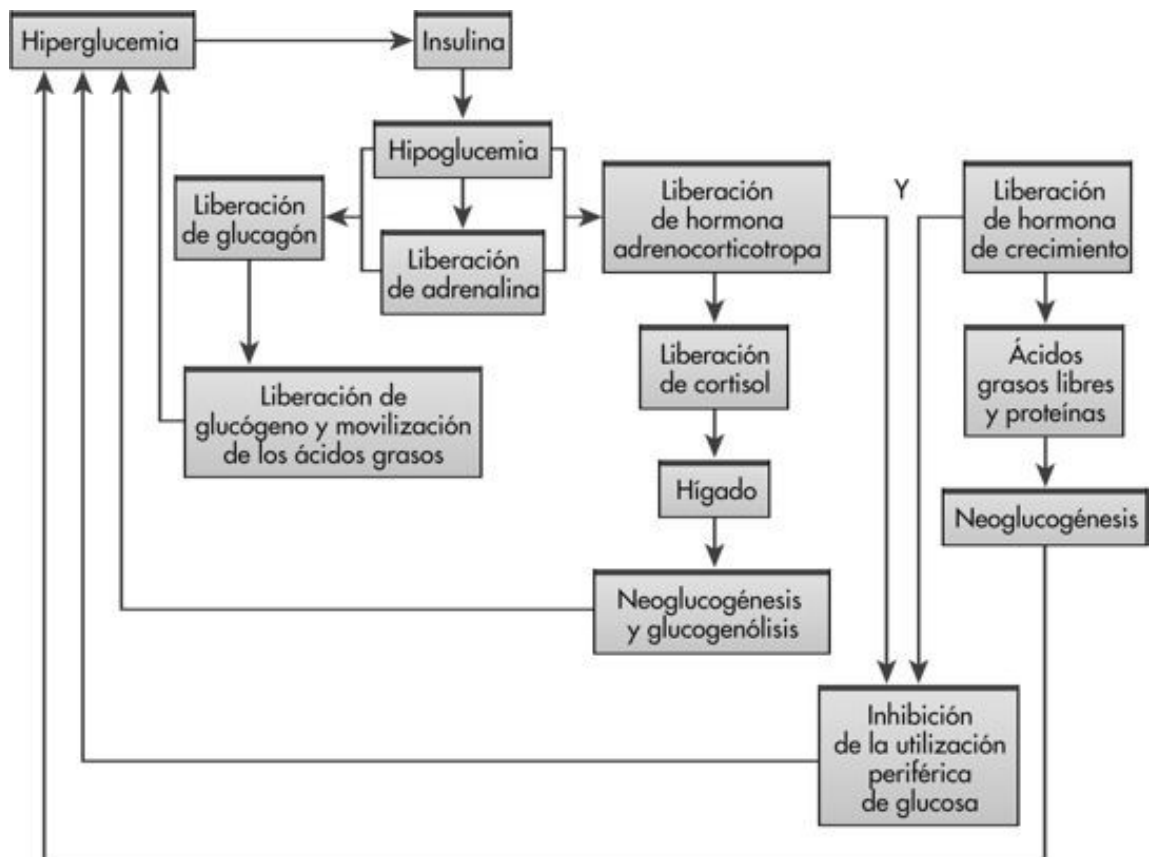 Hiperglucemia
Insulina
Hipoglucemia
Liberación
de glucagón
Liberación
de adrenalina
Liberación
de hormona
adrenocorticotropa
Y
Liberación
de hormona
de crecimiento
Liberación de
glucógeno y movilización
de los ácidos grasos
Liberación
de cortisol
Ácidos
grasos libres
y proteínas
Hígado
Neoglucogénesis
Neoglucogénesis
y glucogenólisis
Inhibición
de la utilización
periférica
de glucosa